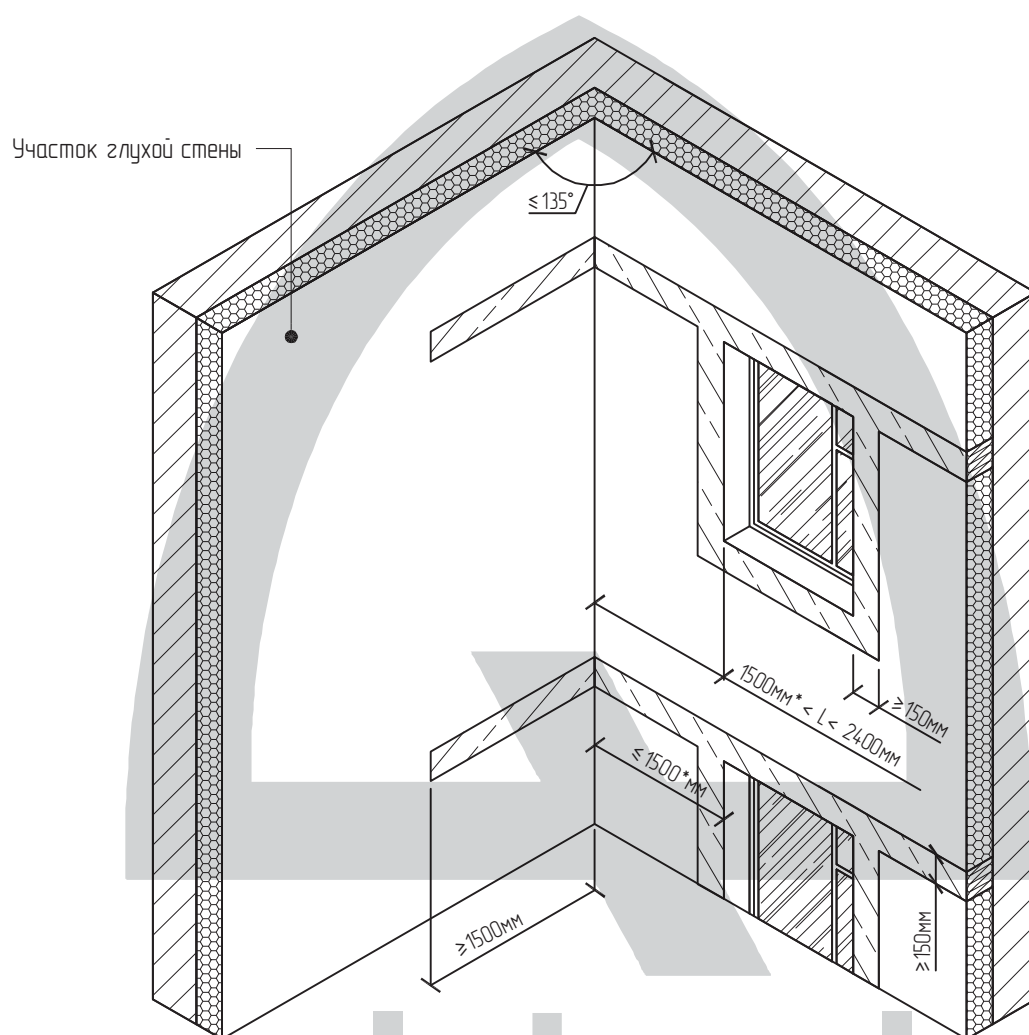 Участок глухой стены
≤135°
1500мм* < L < 2400мм
≥150мм
≤1500*мм
≥1500мм
≥150мм